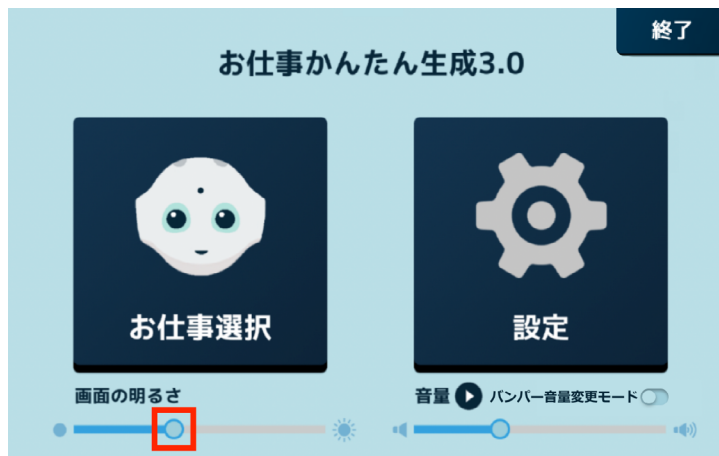 終了
お仕事かんたん生成3.0
お仕事選択
設定
画面の明るさ
音量 バンパー音量変更モード